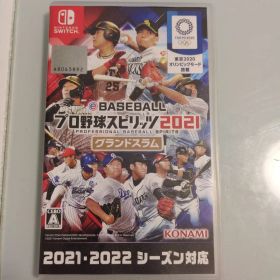 NINTENDO
SWITCH
TOKYO 2020
東京2020
オリンピックモード
搭載
eBASEBALL
プロ野球スピリッツ2021
PROFESSIONAL BASEBALL SPIRITS
グランドスラム
CERO
A
KONAMI
2021・2022 シーズン対応